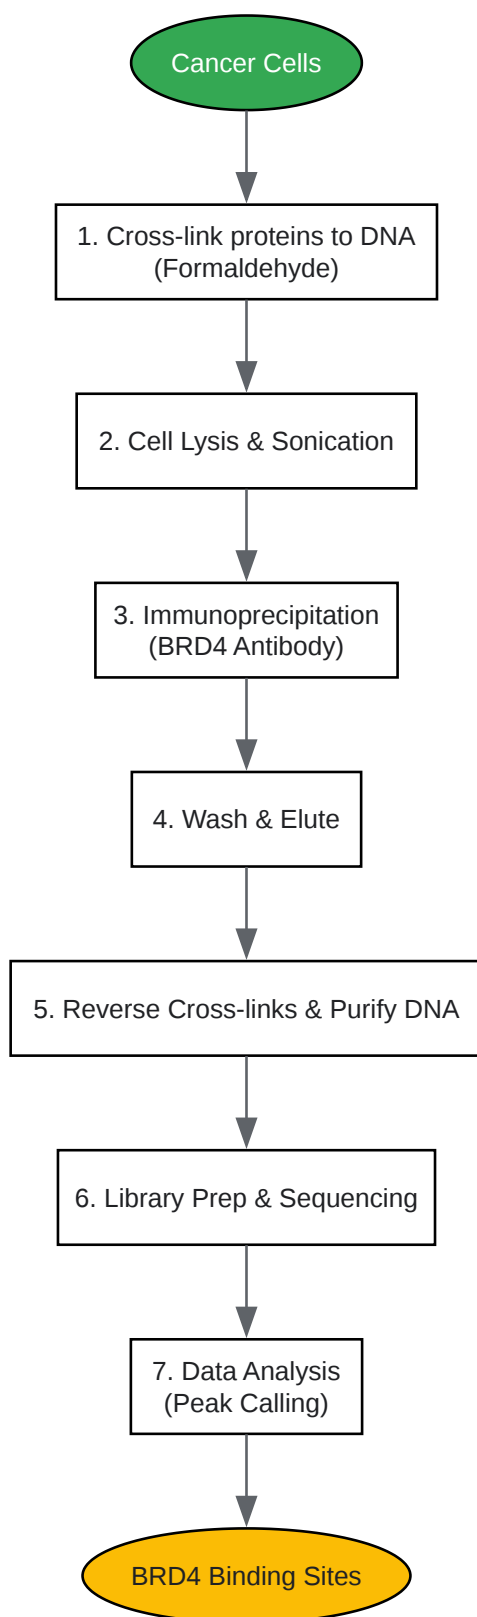 Cancer Cells
1. Cross-link proteins to DNA
(Formaldehyde)
2. Cell Lysis & Sonication
3. Immunoprecipitation
(BRD4 Antibody)
4. Wash & Elute
5. Reverse Cross-links & Purify DNA
6. Library Prep & Sequencing
7. Data Analysis
(Peak Calling)
BRD4 Binding Sites